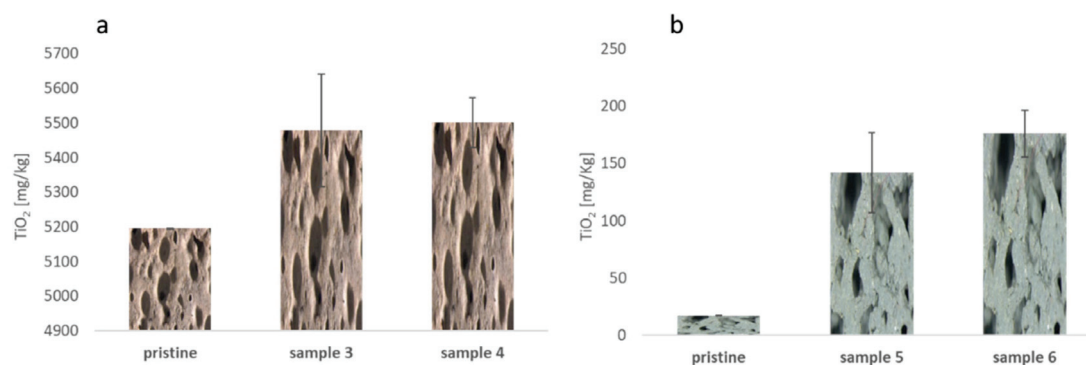 a
5700
5600
5500
5400
5300
5200
5100
5000
4900
TiO2 [mg/kg]
pristine sample 3 sample 4
b
250
200
150
100
50
0
TiO2 [mg/Kg]
pristine sample 5 sample 6